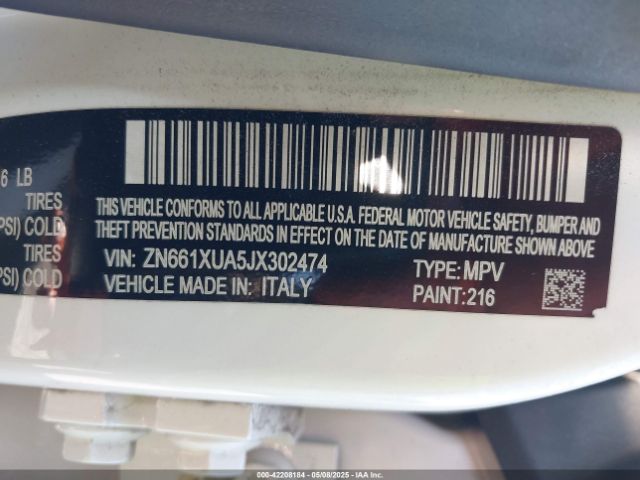 6 LB
TIRES
PSI) COLD
TIRES
PSI) COLD
THIS VEHICLE CONFORMS TO ALL APPLICABLE U.S.A. FEDERAL MOTOR VEHICLE SAFETY, BUMPER AND
THEFT PREVENTION STANDARDS IN EFFECT ON THE DATE OF MANUFACTURE SHOWN ABOVE
VIN: ZN661XUA5JX302474 TYPE: MPV
VEHICLE MADE IN: ITALY PAINT: 216
000-42208184 05/08/2025 IAAI.COM